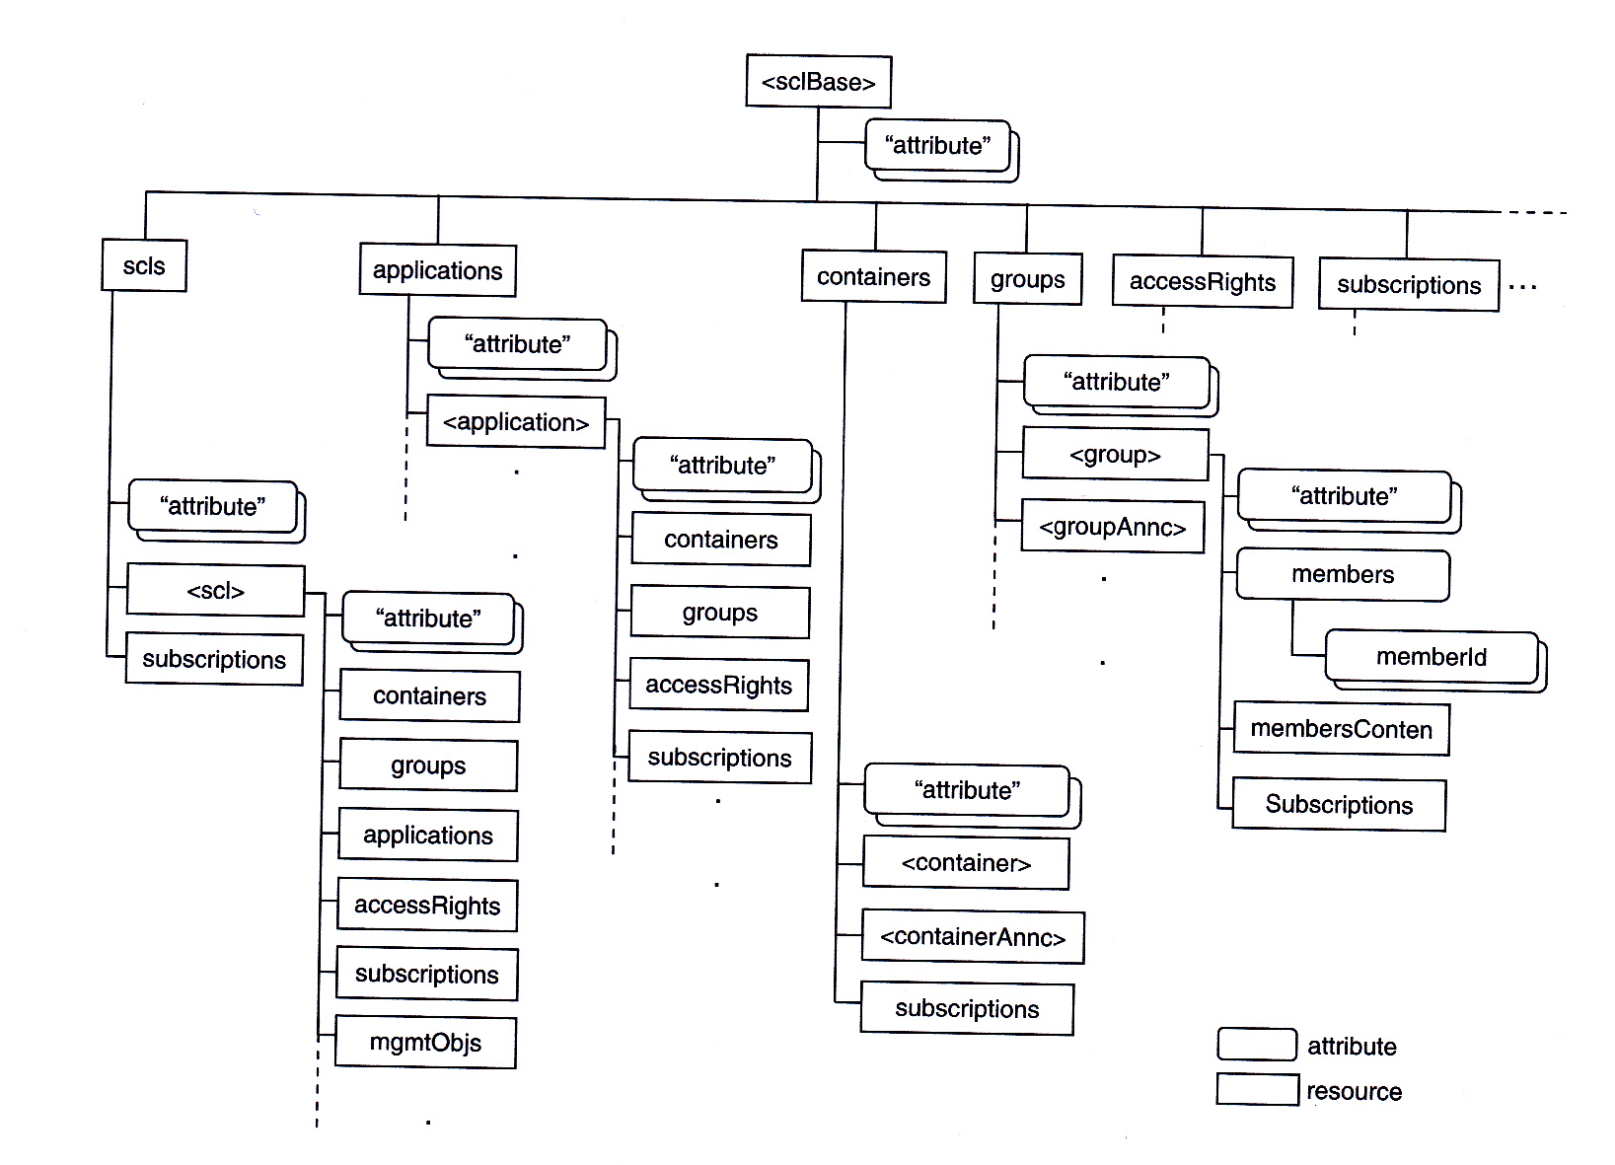 <sclBase>
“attribute”
scls
applications
containers
groups
accessRights
subscriptions ...
“attribute”
<application>
“attribute”
containers
groups
accessRights
subscriptions
“attribute”
<scl>
subscriptions
“attribute”
containers
groups
applications
accessRights
subscriptions
mgmtObjs
“attribute”
<container>
<containerAnnc>
subscriptions
“attribute”
<group>
<groupAnnc>
“attribute”
members
memberId
membersConten
Subscriptions
attribute
resource